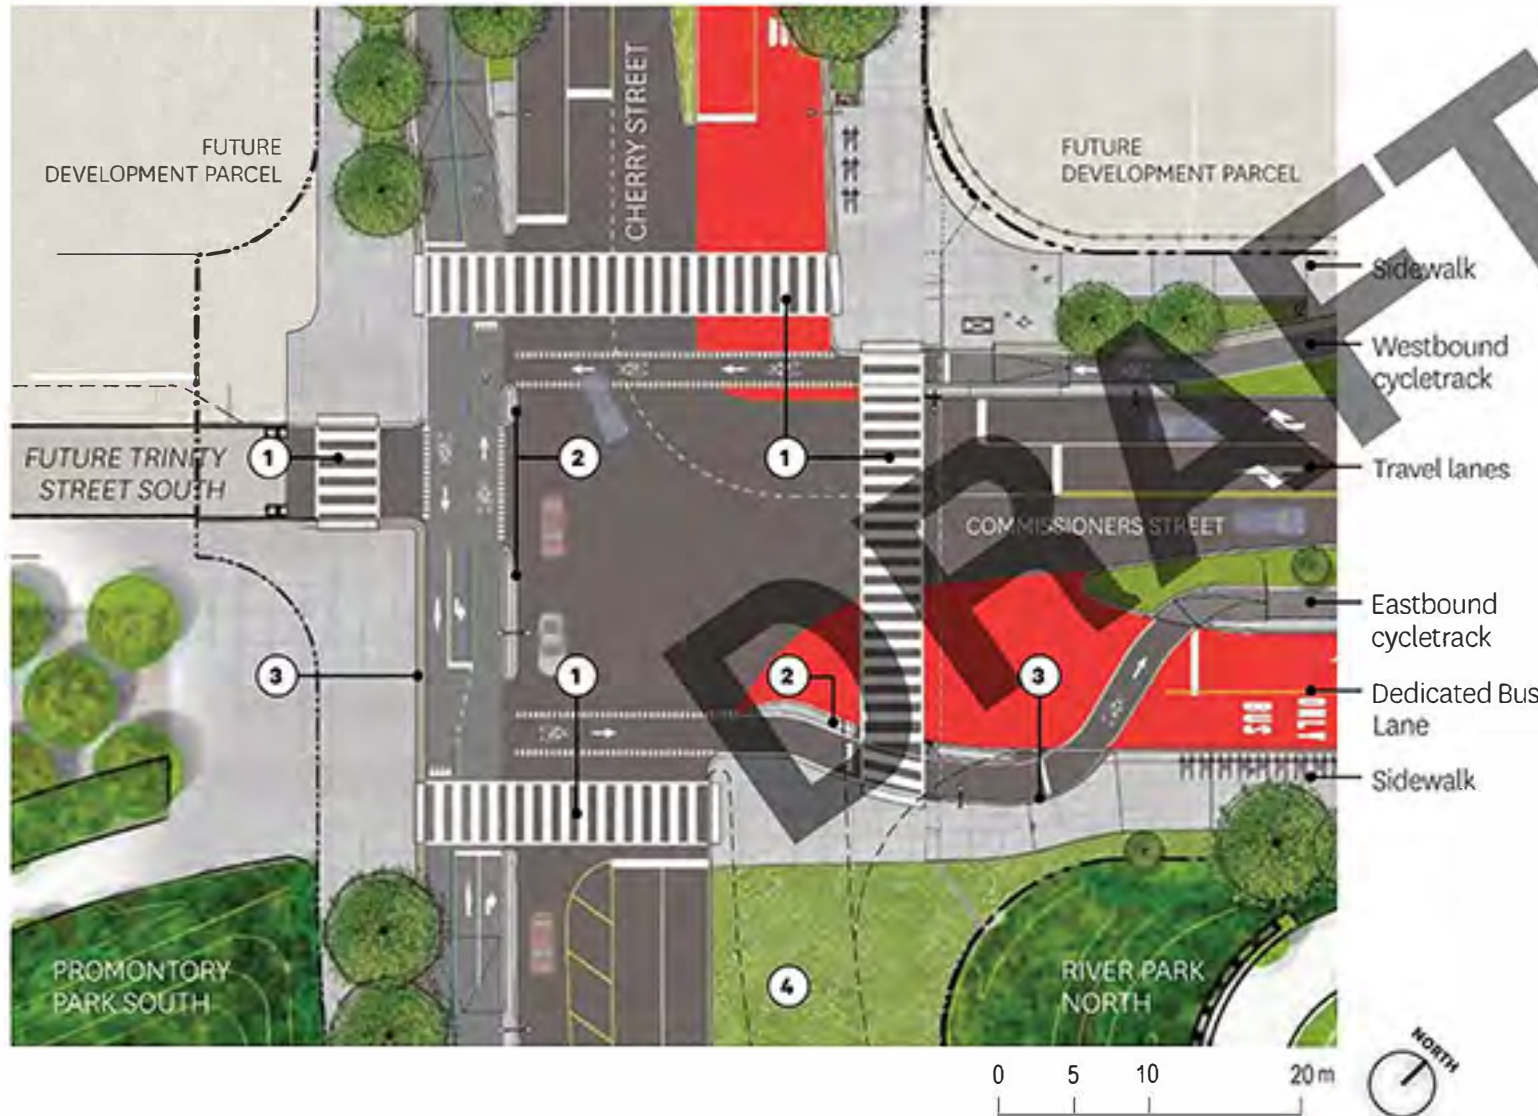 CHERRY STREET
FUTURE
DEVELOPMENT PARCEL
FUTURE
DEVELOPMENT PARCEL
DRAFT
Sidewalk
1
Westbound
cycletrack
FUTURE TRINITY
STREET SOUTH
1
2
1
Travel lanes
COMMISSIONERS STREET
Eastbound
cycletrack
3
1
2
3
Dedicated Bus
Lane
BUS
ONLY
Sidewalk
PROMONTORY
PARK SOUTH
4
RIVER PARK
NORTH
0 5 10 20 m
NORTH